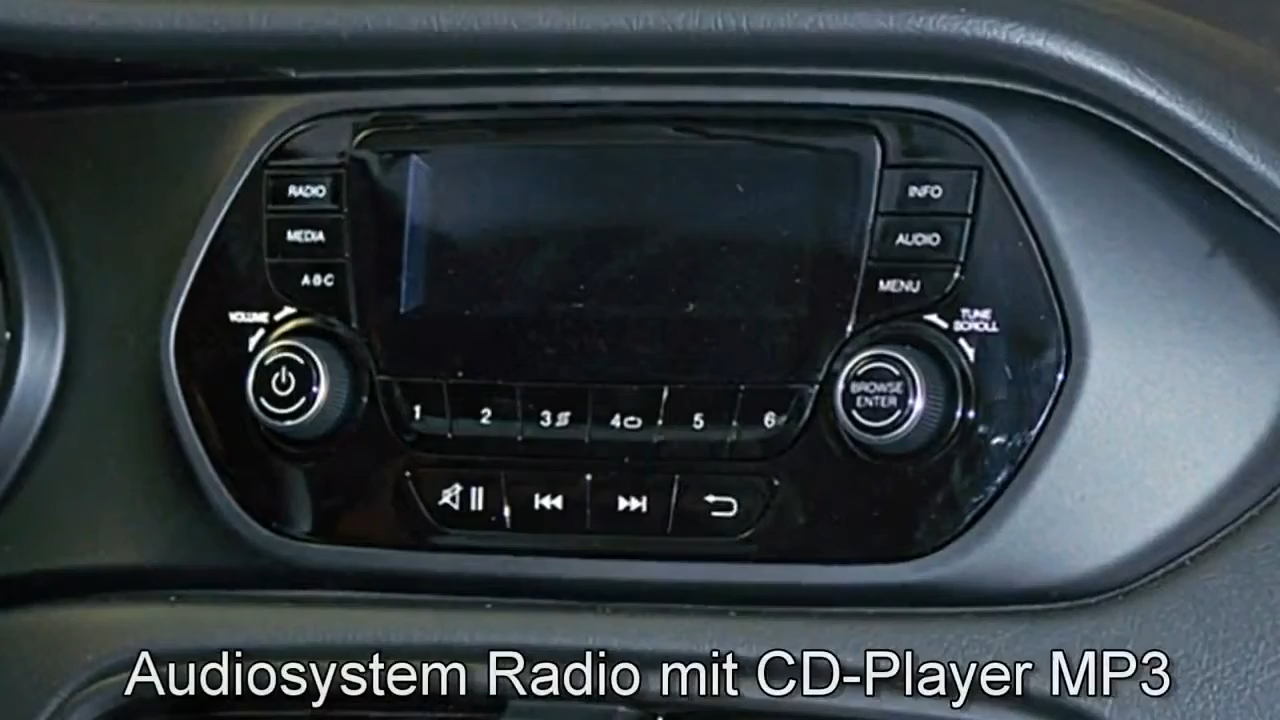 RADIO
MEDIA
A-B-C
VOLUME
INFO
AUDIO
MENU
TUNE
SCROLL
BROWSE
ENTER
1 2 3 4 5 6
Audiosystem Radio mit CD-Player MP3